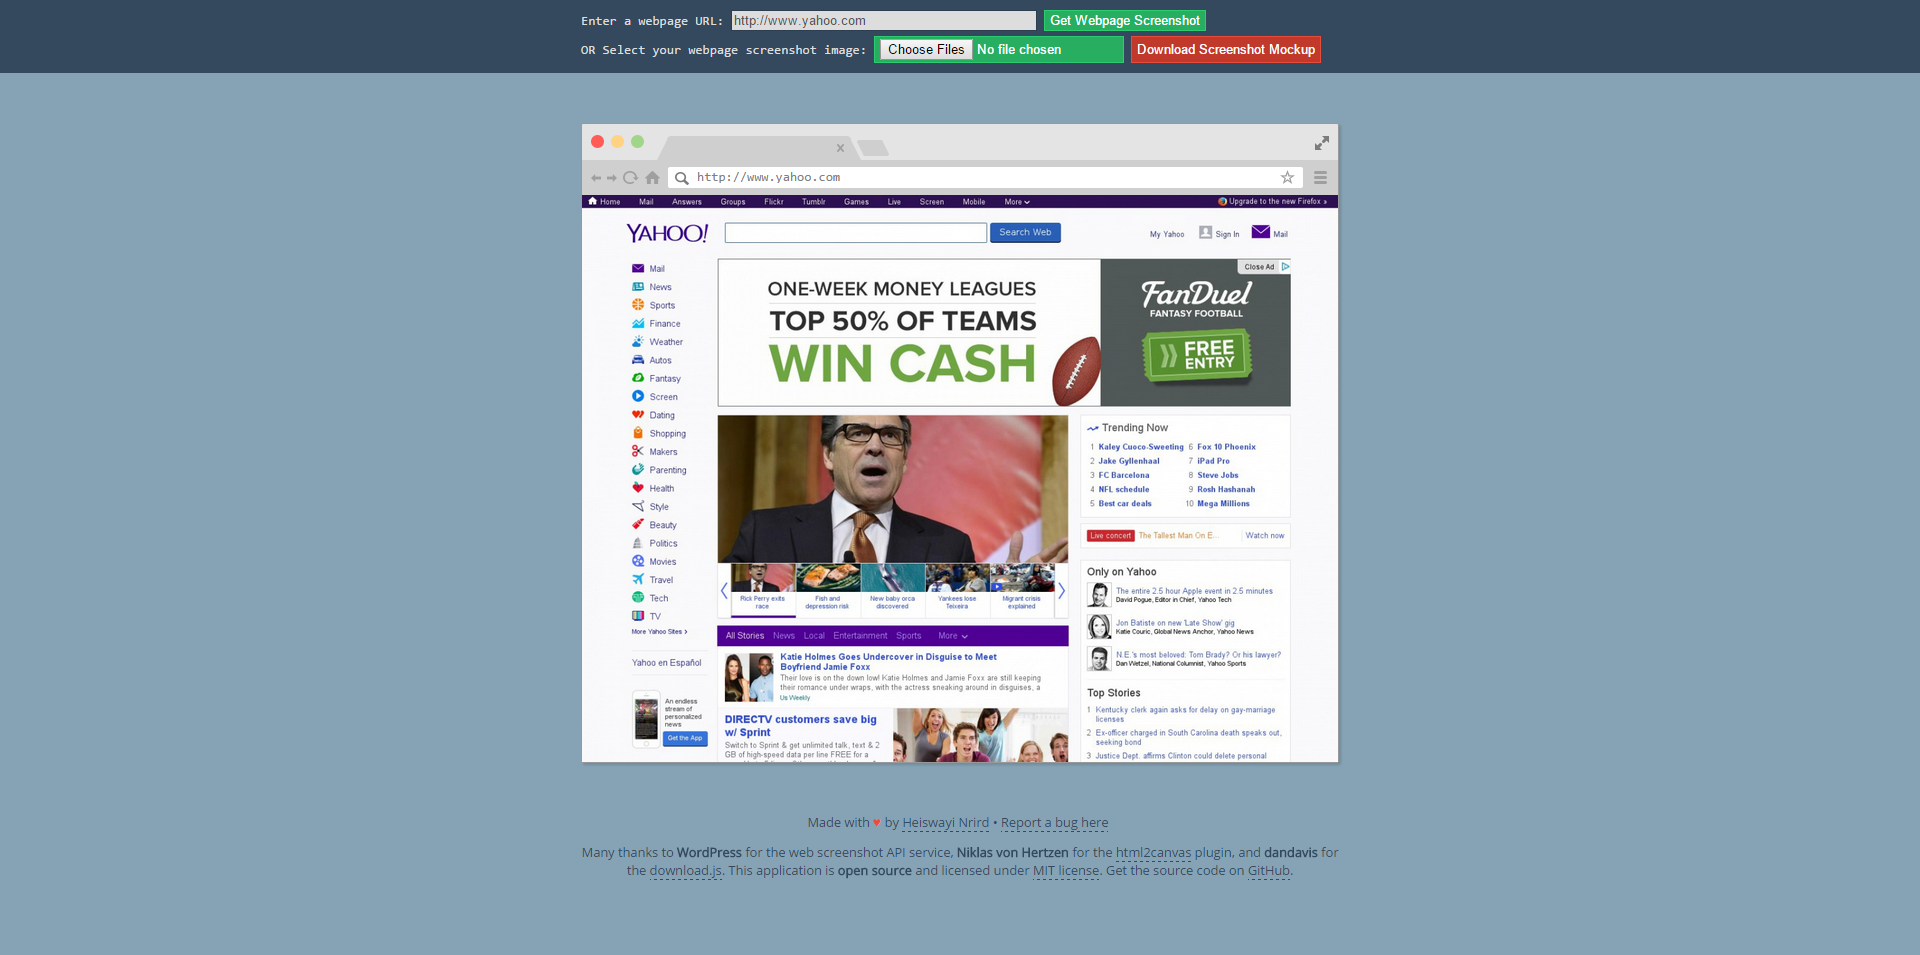 Enter a webpage URL: http://www.yahoo.com Get Webpage Screenshot
OR Select your webpage screenshot image: Choose Files No file chosen Download Screenshot Mockup
x
http://www.yahoo.com
Home Mail Answers Groups Flickr Tumblr Games Live Screen Mobile More Upgrade to the new Firefox »
YAHOO! Search Web My Yahoo Sign In Mail
Mail
News
Sports
Finance
Weather
Autos
Fantasy
Screen
Dating
Shopping
Makers
Parenting
Health
Style
Beauty
Politics
Movies
Travel
Tech
TV
More Yahoo Sites >
Yahoo en Español
An endless
stream of
personalized
news
Get the App
Close Ad
ONE-WEEK MONEY LEAGUES
TOP 50% OF TEAMS
WIN CASH
FanDuel
FANTASY FOOTBALL
FREE
ENTRY
Rick Perry exits
race
Fish and
depression risk
New baby orca
discovered
Yankees lose
Teixeira
Migrant crisis
explained
All Stories News Local Entertainment Sports More
Katie Holmes Goes Undercover in Disguise to Meet
Boyfriend Jamie Foxx
Their love is on the down low! Katie Holmes and Jamie Foxx are still keeping
their romance under wraps, with the actress sneaking around in disguises, a
Us Weekly
DIRECTV customers save big
w/ Sprint
Switch to Sprint & get unlimited talk, text & 2
GB of high-speed data per line FREE for a
Trending Now
1 Kaley Cuoco-Sweeting 6 Fox 10 Phoenix
2 Jake Gyllenhaal 7 iPad Pro
3 FC Barcelona 8 Steve Jobs
4 NFL schedule 9 Rosh Hashanah
5 Best car deals 10 Mega Millions
Live concert The Tallest Man On E... Watch now
Only on Yahoo
The entire 2.5 hour Apple event in 2.5 minutes
David Pogue, Editor in Chief, Yahoo Tech
Jon Batiste on new 'Late Show' gig
Katie Couric, Global News Anchor, Yahoo News
N.E.'s most beloved: Tom Brady? Or his lawyer?
Dan Wetzel, National Columnist, Yahoo Sports
Top Stories
1 Kentucky clerk again asks for delay on gay-marriage
licenses
2 Ex-officer charged in South Carolina death speaks out,
seeking bond
3 Justice Dept. affirms Clinton could delete personal
Made with ♥ by Heiswayi Nrird • Report a bug here
Many thanks to WordPress for the web screenshot API service, Niklas von Hertzen for the html2canvas plugin, and dandavis for
the download.js. This application is open source and licensed under MIT license. Get the source code on GitHub.